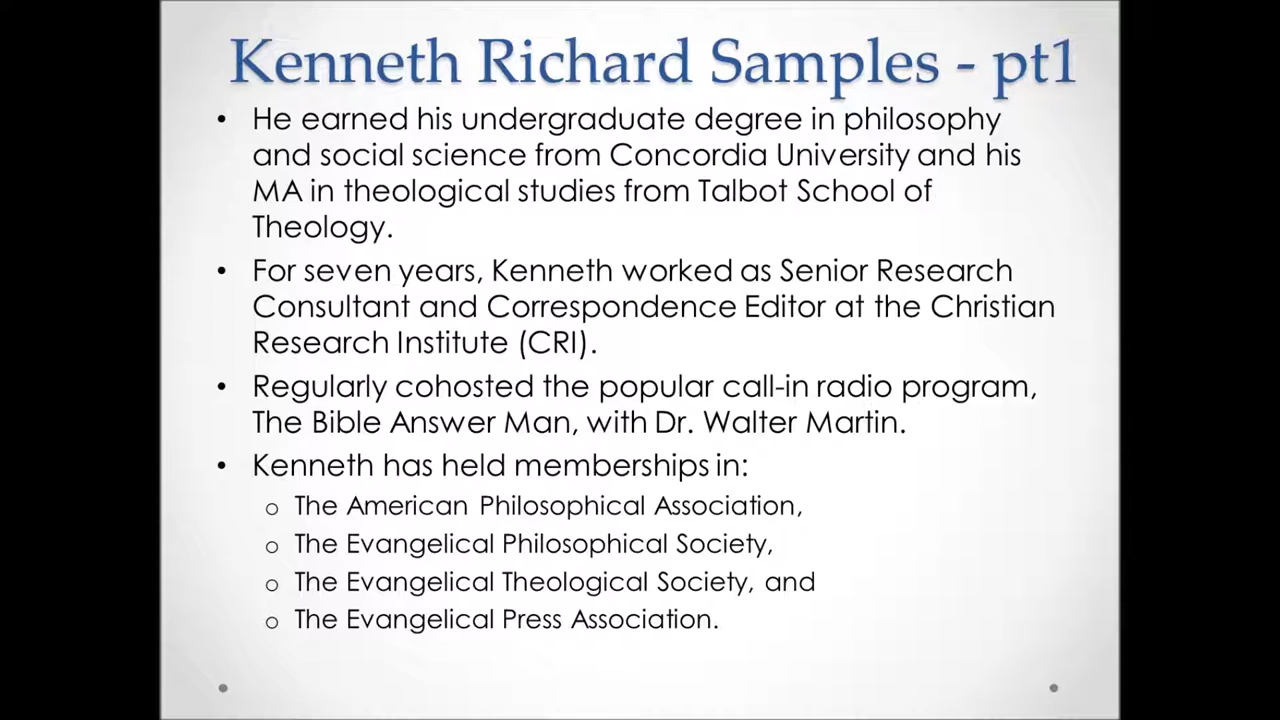 Kenneth Richard Samples - pt1
• He earned his undergraduate degree in philosophy
and social science from Concordia University and his
MA in theological studies from Talbot School of
Theology.
• For seven years, Kenneth worked as Senior Research
Consultant and Correspondence Editor at the Christian
Research Institute (CRI).
• Regularly cohosted the popular call-in radio program,
The Bible Answer Man, with Dr. Walter Martin.
• Kenneth has held memberships in:
o The American Philosophical Association,
o The Evangelical Philosophical Society,
o The Evangelical Theological Society, and
o The Evangelical Press Association.